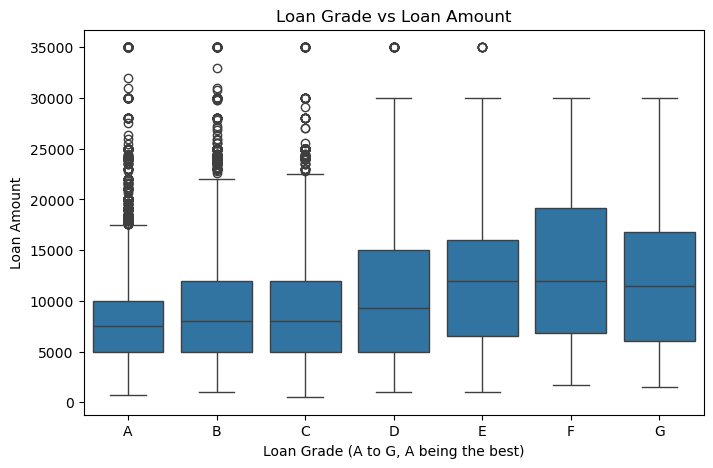 Loan Grade vs Loan Amount
35000
30000
25000
20000
15000
10000
5000
0
Loan Amount
A B C D E F G
Loan Grade (A to G, A being the best)